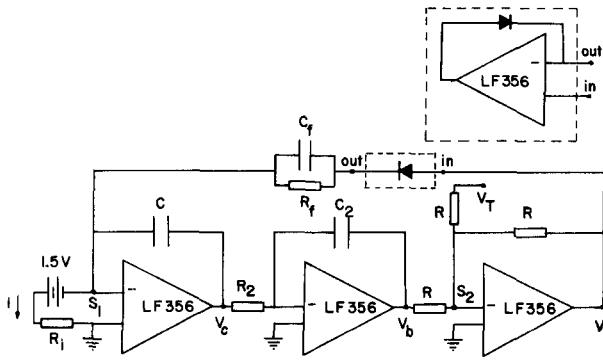 LF356
out
in
C_f
out
in
R_f
V_T
R
R
C
C_2
1.5V
S_1
LF356
R_2
LF356
R
S_2
LF356
i
R_i
V_c
V_b
V